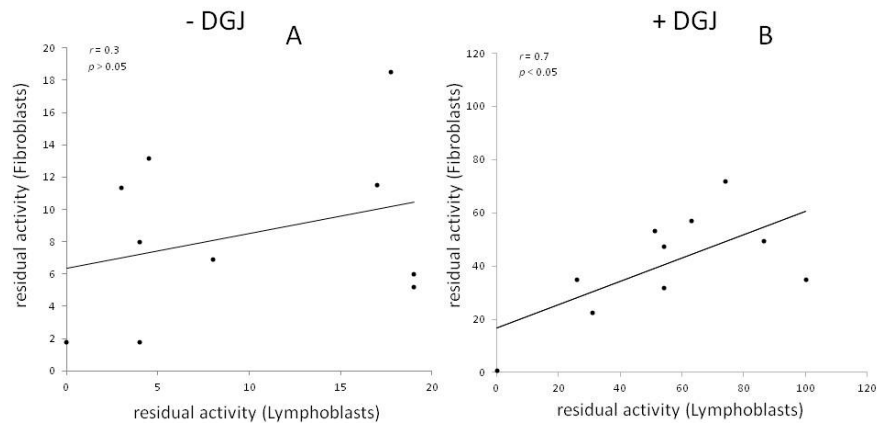 - DGJ
A
r = 0.3
p > 0.05
20
18
16
14
12
10
8
6
4
2
0
residual activity (Fibroblasts)
0 5 10 15 20
residual activity (Lymphoblasts)
+ DGJ
B
r = 0.7
p < 0.05
120
100
80
60
40
20
0
residual activity (Fibroblasts)
0 20 40 60 80 100 120
residual activity (Lymphoblasts)